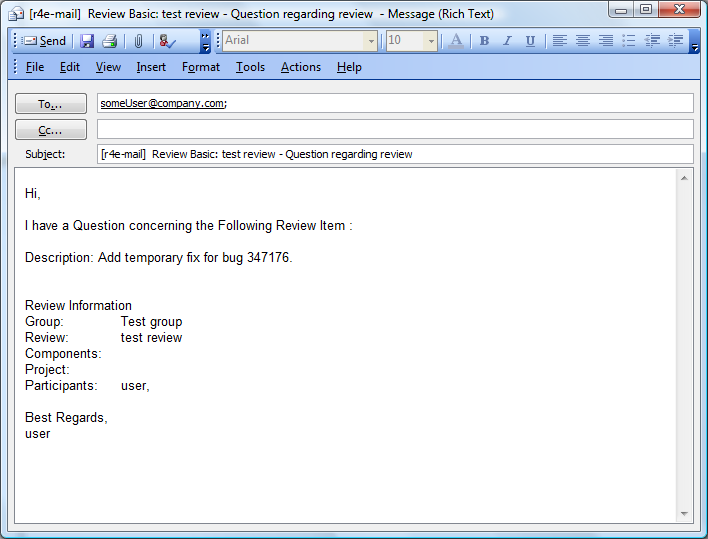 [r4e-mail]  Review Basic: test review - Question regarding review  - Message (Rich Text)
Send Arial 10 A B I U
File Edit View Insert Format Tools Actions Help
To... someUser@company.com;
Cc...
Subject: [r4e-mail]  Review Basic: test review - Question regarding review
Hi,
I have a Question concerning the Following Review Item :
Description: Add temporary fix for bug 347176.
Review Information
Group: Test group
Review: test review
Components:
Project:
Participants: user,
Best Regards,
user